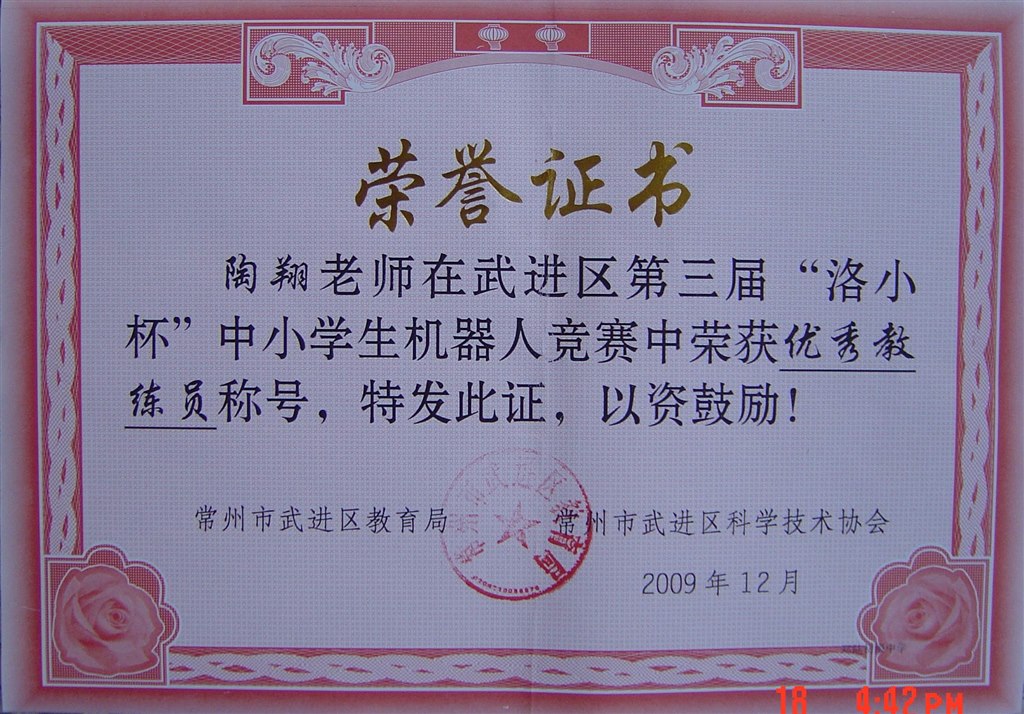 荣誉证书
陶翔老师在武进区第三届“洛小
杯”中小学生机器人竞赛中荣获优秀教
练员称号，特发此证，以资鼓励！
常州市武进区教育局 常州市武进区科学技术协会
2009年12月
18 4:42PM